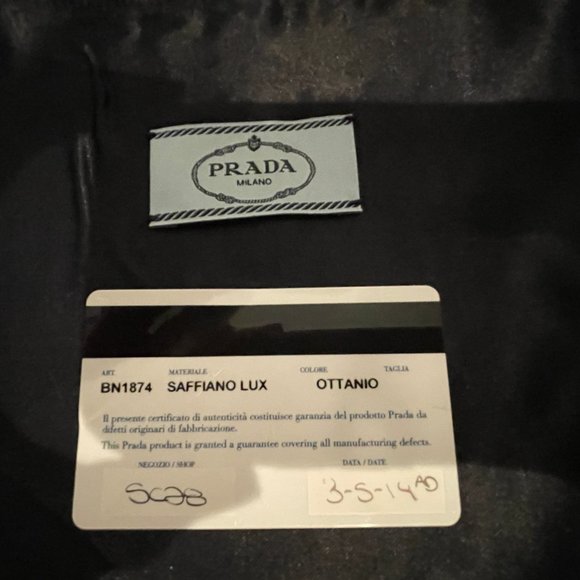 PRADA
MILANO
ART. MATERIALE COLORE TAGLIA
BN1874 SAFFIANO LUX OTTANIO
Il presente certificato di autenticità costituisce garanzia del prodotto Prada da
difetti originari di fabbricazione.
This Prada product is granted a guarantee covering all manufacturing defects.
NEGOZIO / SHOP DATA / DATE
3-5-14 AD